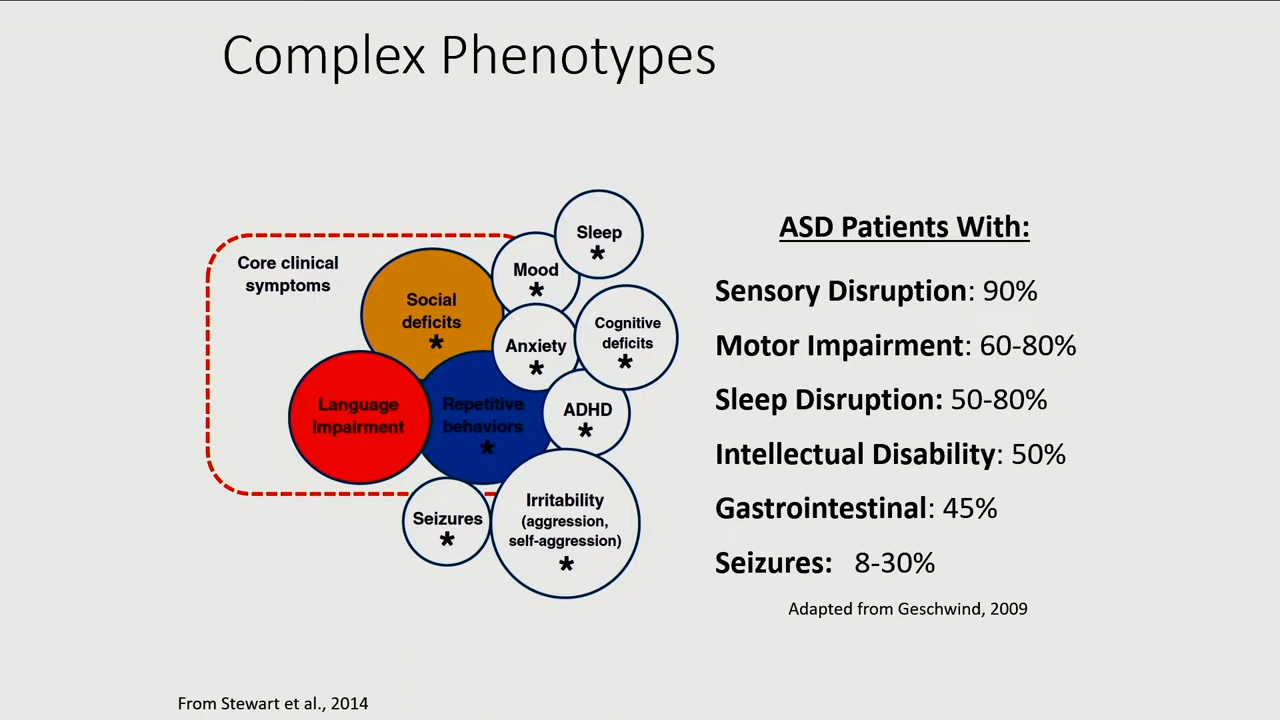 Complex Phenotypes
Core clinical
symptoms
Social
deficits
*
Language
impairment
Repetitive
behaviors
*
Mood
*
Sleep
*
Anxiety
*
Cognitive
deficits
*
ADHD
*
Seizures
*
Irritability
(aggression,
self-aggression)
*
ASD Patients With:
Sensory Disruption: 90%
Motor Impairment: 60-80%
Sleep Disruption: 50-80%
Intellectual Disability: 50%
Gastrointestinal: 45%
Seizures: 8-30%
Adapted from Geschwind, 2009
From Stewart et al., 2014